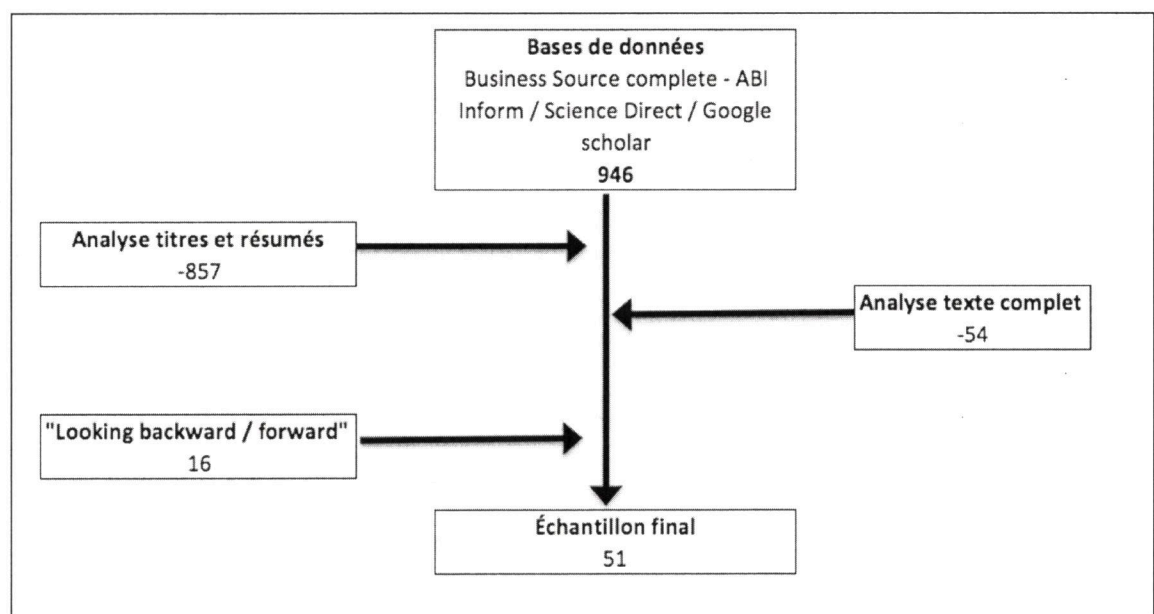 Bases de données
Business Source complete - ABI
Inform / Science Direct / Google
scholar
946
Analyse titres et résumés
-857
Analyse texte complet
-54
"Looking backward / forward"
16
Échantillon final
51